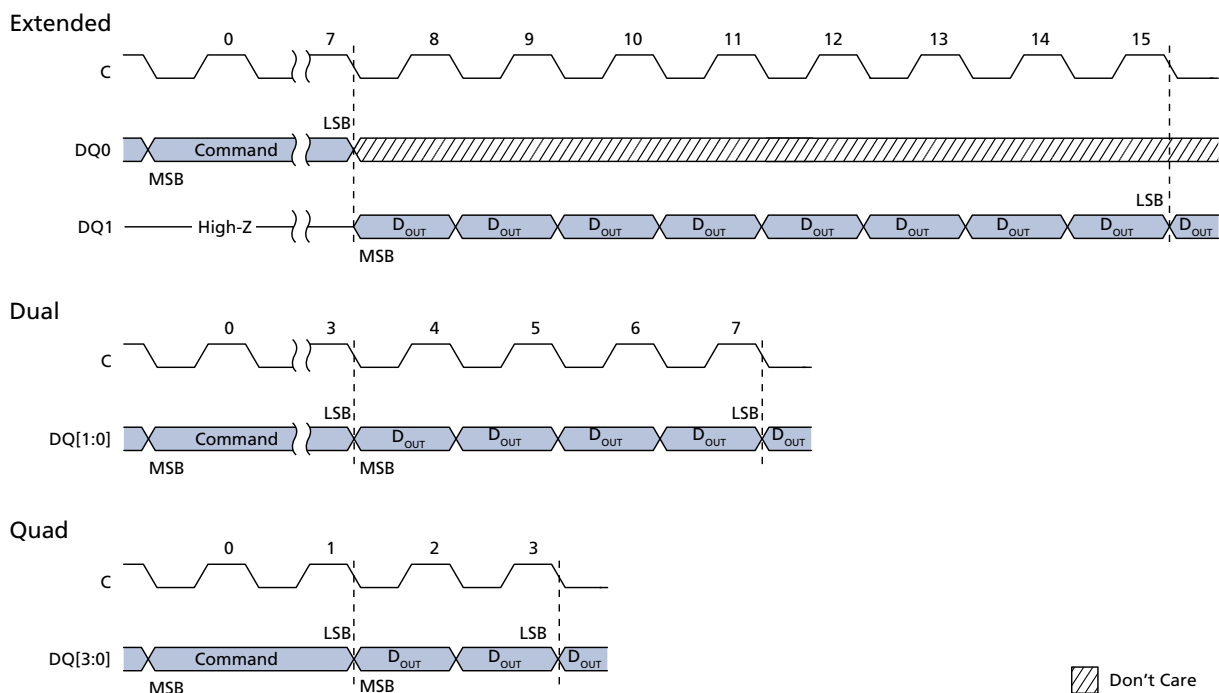 Extended
0 7 8 9 10 11 12 13 14 15
C
LSB
DQ0 Command
MSB
LSB
DQ1 High-Z DOUT DOUT DOUT DOUT DOUT DOUT DOUT DOUT DOUT
MSB
Dual
0 3 4 5 6 7
C
LSB LSB
DQ[1:0] Command DOUT DOUT DOUT DOUT DOUT
MSB MSB
Quad
0 1 2 3
C
LSB LSB
DQ[3:0] Command DOUT DOUT DOUT
MSB MSB
Don't Care